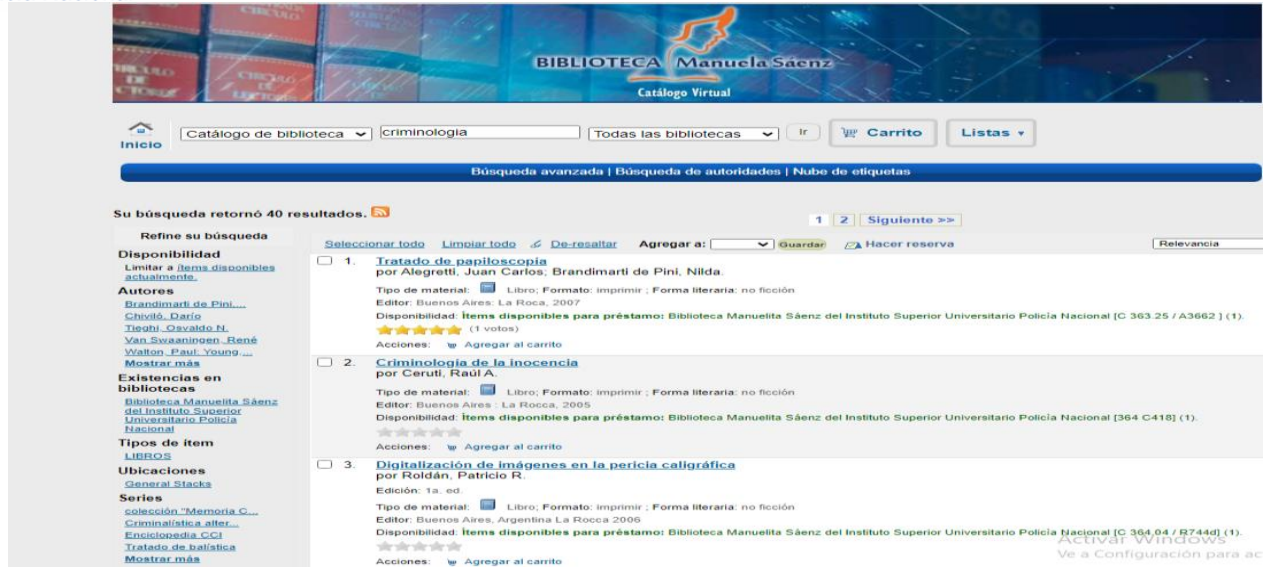 BIBLIOTECA Manuela Sáenz
Catálogo Virtual
Inicio
Catálogo de biblioteca
criminologia
Todas las bibliotecas
Ir
Carrito
Listas
Búsqueda avanzada | Búsqueda de autoridades | Nube de etiquetas
Su búsqueda retornó 40 resultados.
1 2 Siguiente >>
Refine su búsqueda
Disponibilidad
Limitar a ítems disponibles
actualmente.
Autores
Brandimarti de Pini,...
Chiviló, Darío
Tieghi, Osvaldo N.
Van Swaaningen, René
Walton, Paul; Young,...
Mostrar más
Existencias en
bibliotecas
Biblioteca Manuelita Sáenz
del Instituto Superior
Universitario Policía
Nacional
Tipos de ítem
LIBROS
Ubicaciones
General Stacks
Series
colección "Memoria C...
Criminalística alter...
Enciclopedia CCI
Tratado de balística
Mostrar más
Seleccionar todo Limpiar todo De-resaltar Agregar a: Guardar Hacer reserva Relevancia
1. Tratado de papiloscopia
por Alegretti, Juan Carlos; Brandimarti de Pini, Nilda.
Tipo de material: Libro; Formato: imprimir ; Forma literaria: no ficción
Editor: Buenos Aires: La Roca, 2007
Disponibilidad: Ítems disponibles para préstamo: Biblioteca Manuelita Sáenz del Instituto Superior Universitario Policía Nacional [C 363.25 / A3662 ] (1).
(1 votos)
Acciones: Agregar al carrito
2. Criminología de la inocencia
por Ceruti, Raúl A.
Tipo de material: Libro; Formato: imprimir ; Forma literaria: no ficción
Editor: Buenos Aires : La Rocca, 2005
Disponibilidad: Ítems disponibles para préstamo: Biblioteca Manuelita Sáenz del Instituto Superior Universitario Policía Nacional [364 C418] (1).
Acciones: Agregar al carrito
3. Digitalización de imágenes en la pericia caligráfica
por Roldán, Patricio R.
Edición: 1a. ed.
Tipo de material: Libro; Formato: imprimir ; Forma literaria: no ficción
Editor: Buenos Aires, Argentina La Rocca 2006
Disponibilidad: Ítems disponibles para préstamo: Biblioteca Manuelita Sáenz del Instituto Superior Universitario Policía Nacional [C 364.04 / R744d] (1).
Acciones: Agregar al carrito
Activar Windows
Ve a Configuración para ac